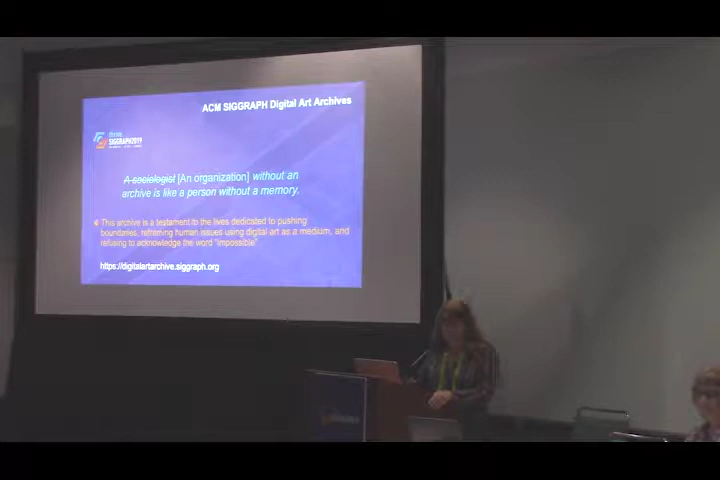 ACM SIGGRAPH Digital Art Archives
SIGGRAPH2019
A sociologist [An organization] without an
archive is like a person without a memory.
This archive is a testament to the lives dedicated to pushing
boundaries, reframing human issues using digital art as a medium, and
refusing to acknowledge the word "impossible"
https://digitalartarchive.siggraph.org